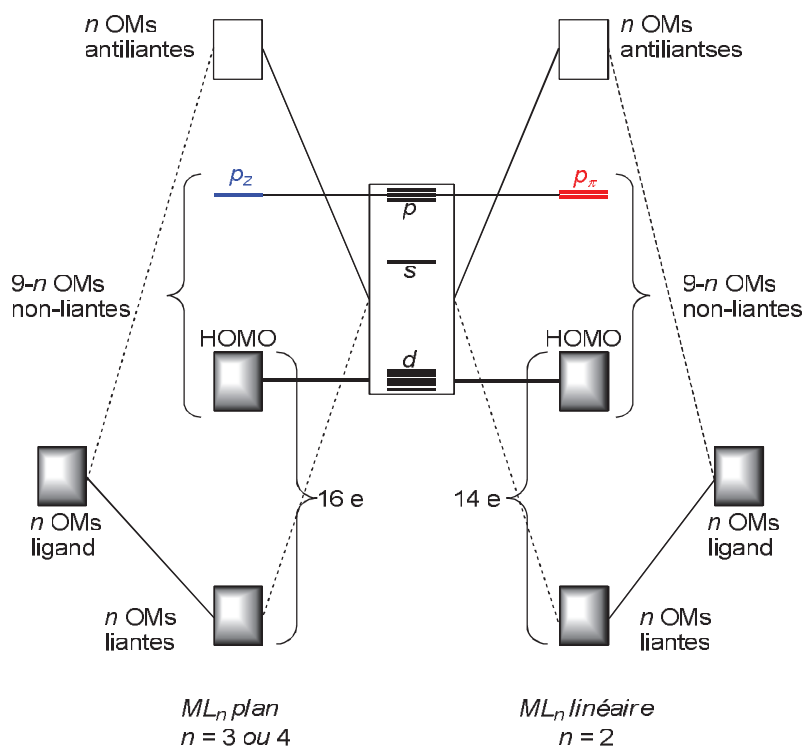 n OMs
antiliantes
n OMs
antiliantses
pz
p
pπ
s
9-n OMs
non-liantes
9-n OMs
non-liantes
HOMO
d
HOMO
16 e
14 e
n OMs
ligand
n OMs
ligand
n OMs
liantes
n OMs
liantes
MLn plan
n = 3 ou 4
MLn linéaire
n = 2